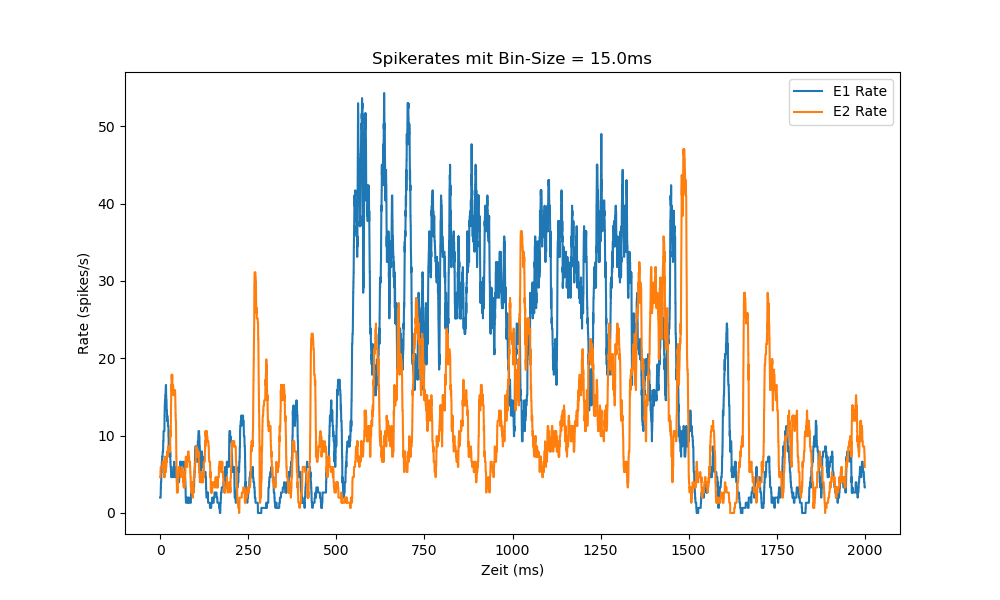 Spikerates mit Bin-Size = 15.0ms
E1 Rate
E2 Rate
Rate (spikes/s)
50
40
30
20
10
0
0 250 500 750 1000 1250 1500 1750 2000
Zeit (ms)